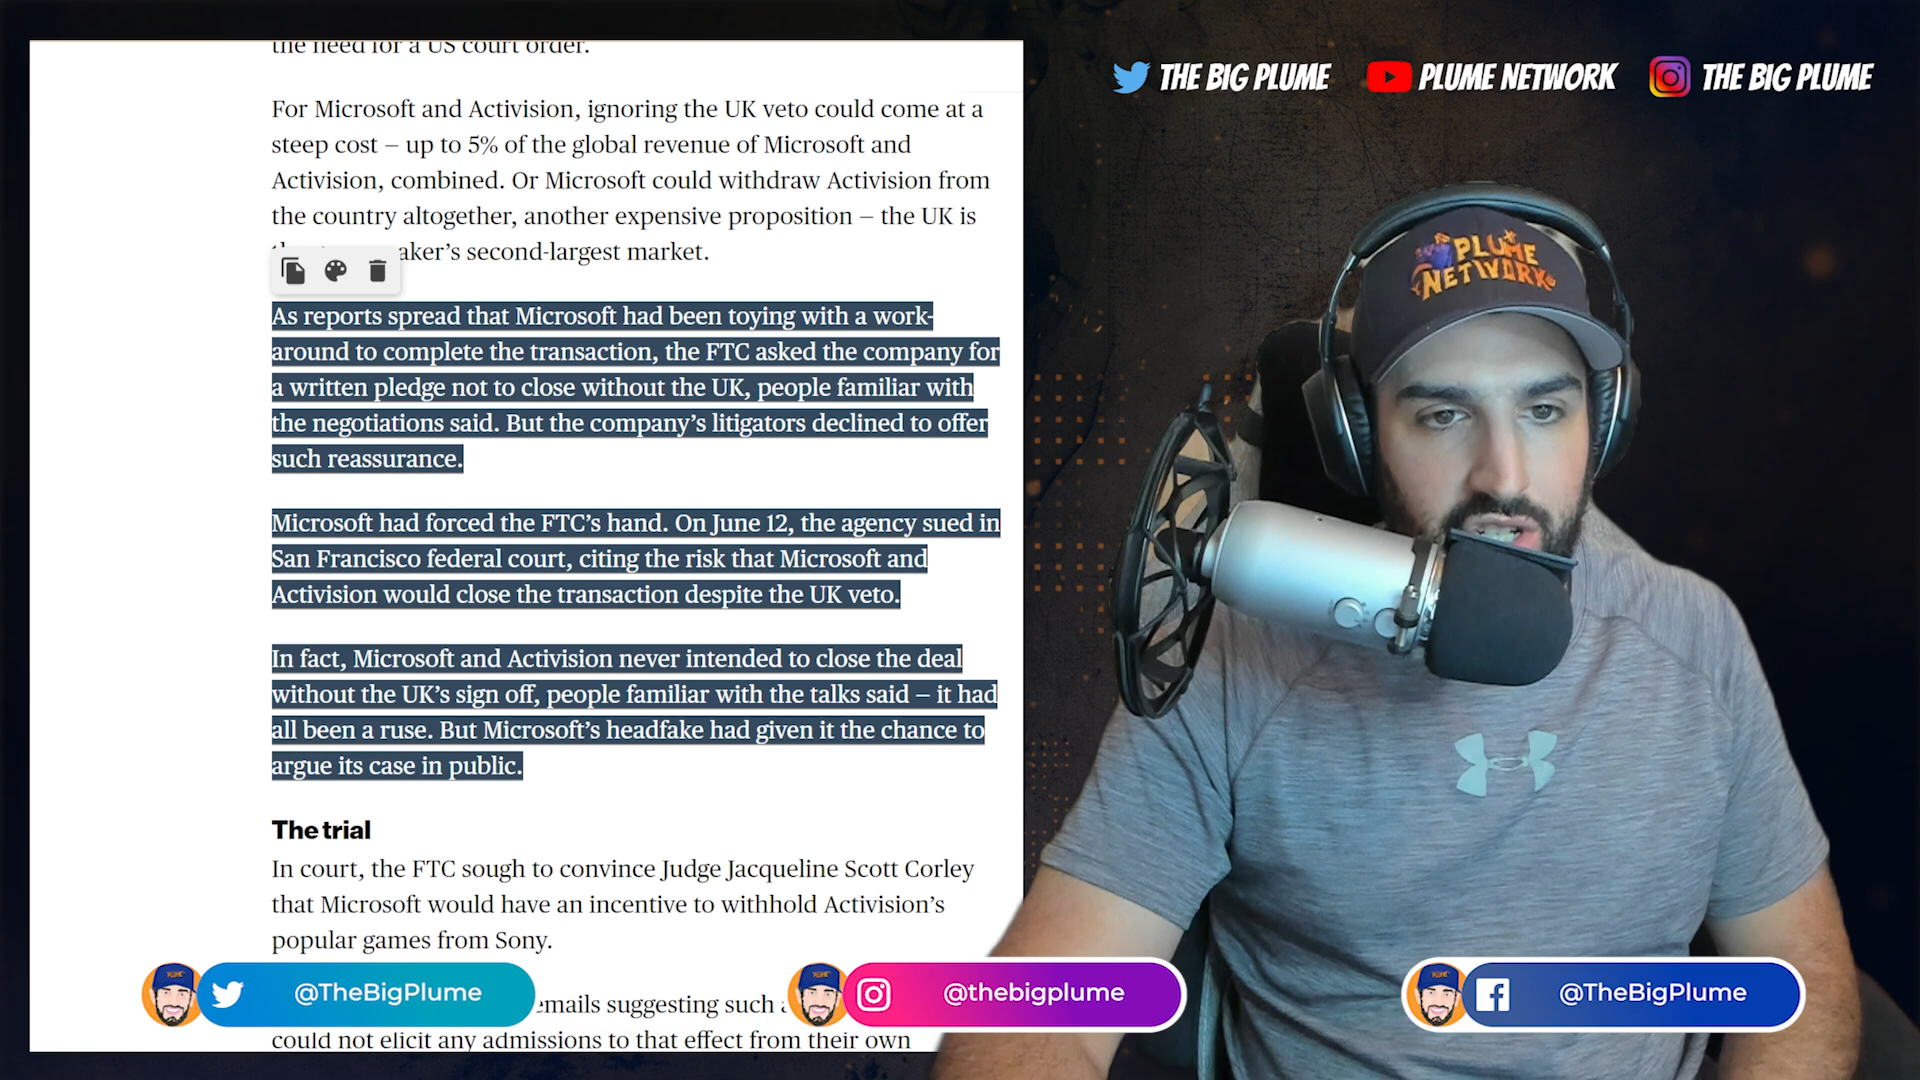 the need for a US court order.
For Microsoft and Activision, ignoring the UK veto could come at a
steep cost – up to 5% of the global revenue of Microsoft and
Activision, combined. Or Microsoft could withdraw Activision from
the country altogether, another expensive proposition – the UK is
aker's second-largest market.
As reports spread that Microsoft had been toying with a work-
around to complete the transaction, the FTC asked the company for
a written pledge not to close without the UK, people familiar with
the negotiations said. But the company's litigators declined to offer
such reassurance.
Microsoft had forced the FTC's hand. On June 12, the agency sued in
San Francisco federal court, citing the risk that Microsoft and
Activision would close the transaction despite the UK veto.
In fact, Microsoft and Activision never intended to close the deal
without the UK's sign off, people familiar with the talks said – it had
all been a ruse. But Microsoft's headfake had given it the chance to
argue its case in public.
The trial
In court, the FTC sough to convince Judge Jacqueline Scott Corley
that Microsoft would have an incentive to withhold Activision's
popular games from Sony.
emails suggesting such a
could not elicit any admissions to that effect from their own
THE BIG PLUME
PLUME NETWORK
THE BIG PLUME
PLUME
NETWORK
@TheBigPlume
@thebigplume
@TheBigPlume